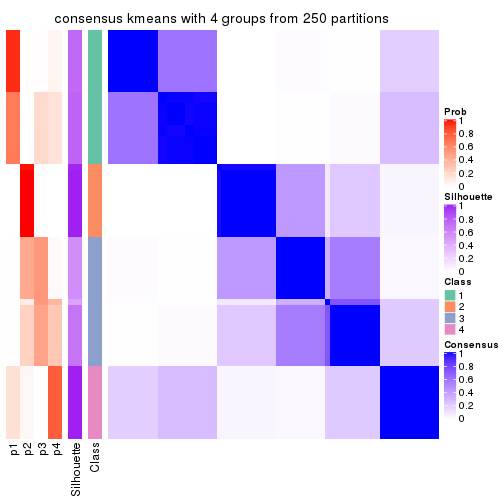 consensus kmeans with 4 groups from 250 partitions
Prob
1
0.8
0.6
0.4
0.2
0
Silhouette
1
0.8
0.6
0.4
0.2
0
Class
1
2
3
4
Consensus
1
0.8
0.6
0.4
0.2
0
p1
p2
p3
p4
Silhouette
Class